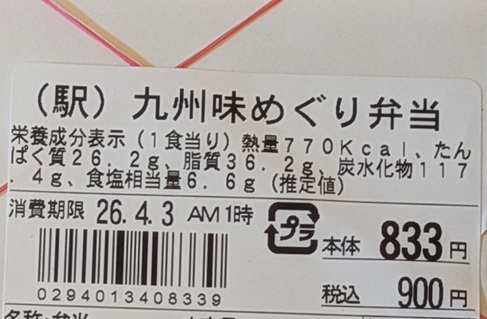 （駅）九州味めぐり弁当
栄養成分表示（１食当り）熱量７７０Ｋｃａｌ、たん
ぱく質２６．２ｇ、脂質３６．２ｇ、炭水化物１１７
．４ｇ、食塩相当量６．６ｇ（推定値）
消費期限 26.4.3 AM1時
プラ
本体 833円
0294013408339
税込 900円
名称：弁当